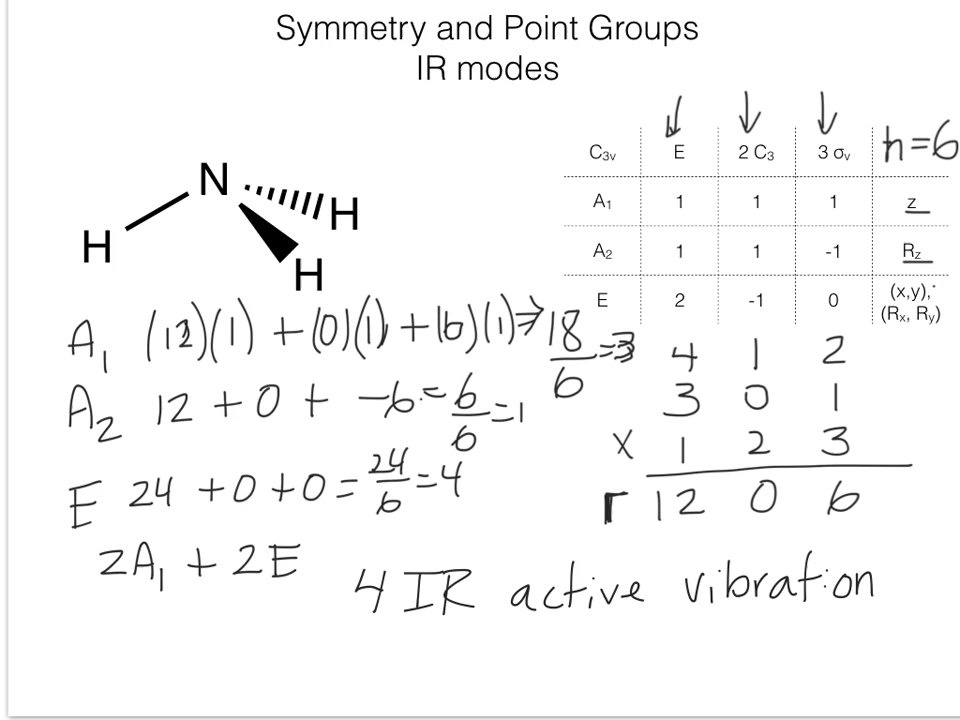 Symmetry and Point Groups
IR modes
N
H
H
H
h=6
C3v E 2 C3 3 σv
A1 1 1 1 z
A2 1 1 -1 Rz
E 2 -1 0 (x,y),
(Rx, Ry)
4 1 2
3 0 1
x 1 2 3
Γ 12 0 6
A1 (12)(1) + (0)(1) + (6)(1) ⇒ 18/6 = 3
A2 12 + 0 + -6 = 6/6 = 1
E 24 + 0 + 0 = 24/6 = 4
2A1 + 2E
4 IR active vibration